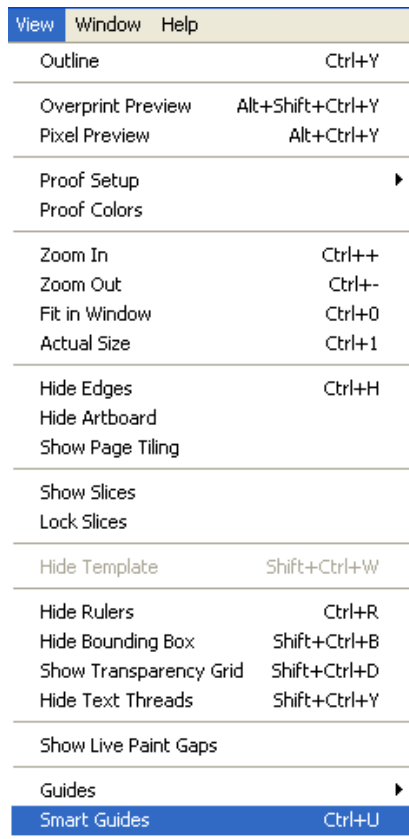 View Window Help
Outline Ctrl+Y
Overprint Preview Alt+Shift+Ctrl+Y
Pixel Preview Alt+Ctrl+Y
Proof Setup
Proof Colors
Zoom In Ctrl++
Zoom Out Ctrl+-
Fit in Window Ctrl+0
Actual Size Ctrl+1
Hide Edges Ctrl+H
Hide Artboard
Show Page Tiling
Show Slices
Lock Slices
Hide Template Shift+Ctrl+W
Hide Rulers Ctrl+R
Hide Bounding Box Shift+Ctrl+B
Show Transparency Grid Shift+Ctrl+D
Hide Text Threads Shift+Ctrl+Y
Show Live Paint Gaps
Guides
Smart Guides Ctrl+U